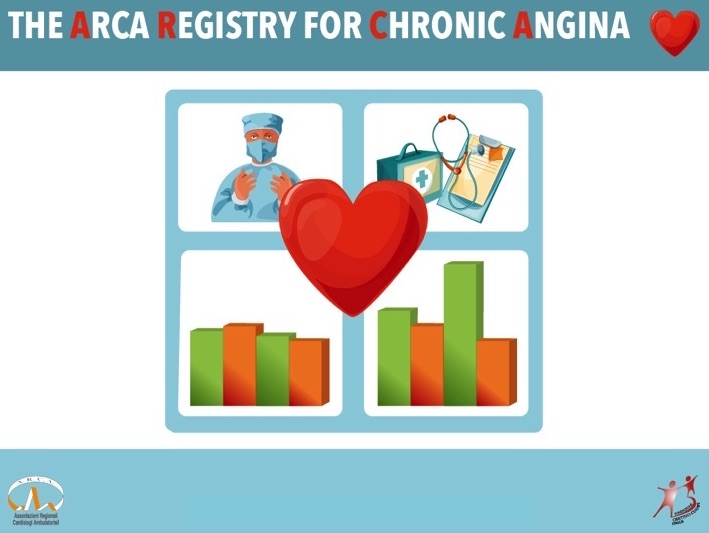 THE ARCA REGISTRY FOR CHRONIC ANGINA
A R C A
Associazioni Regionali
Cardiologi Ambulatoriali